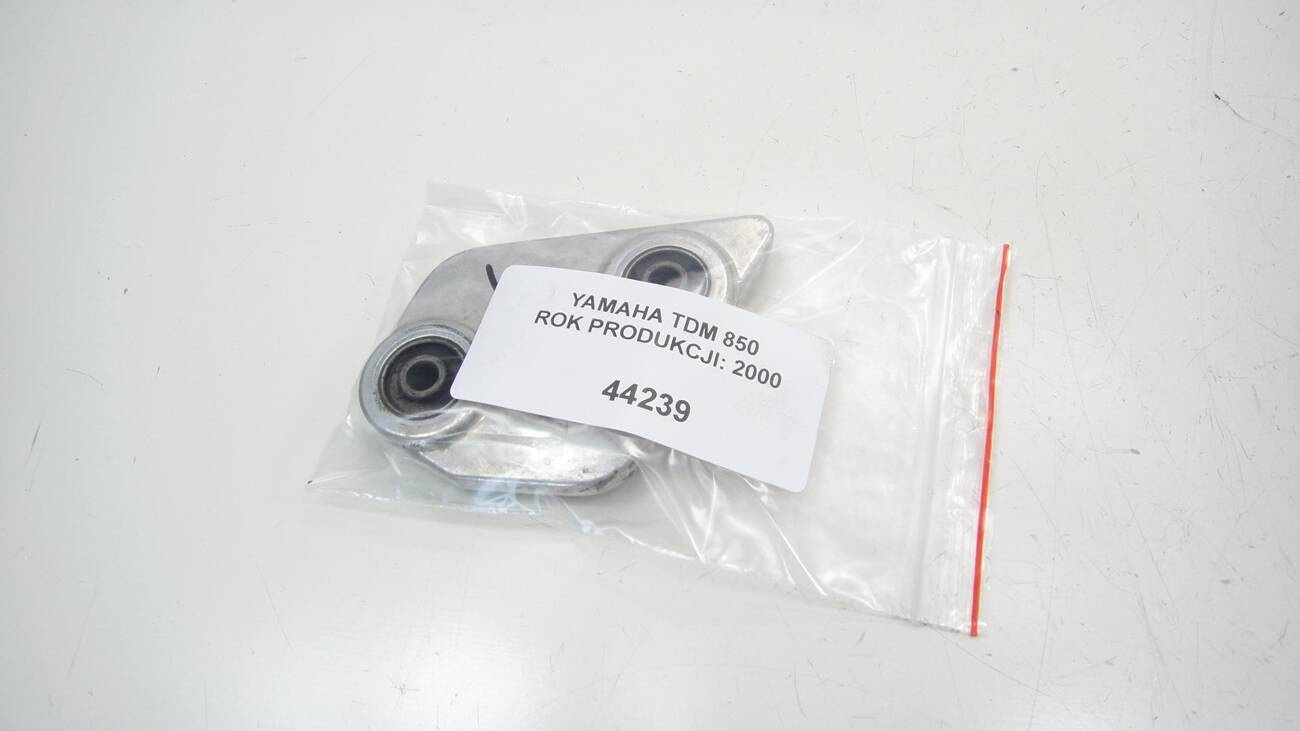 YAMAHA TDM 850
ROK PRODUKCJI: 2000
44239